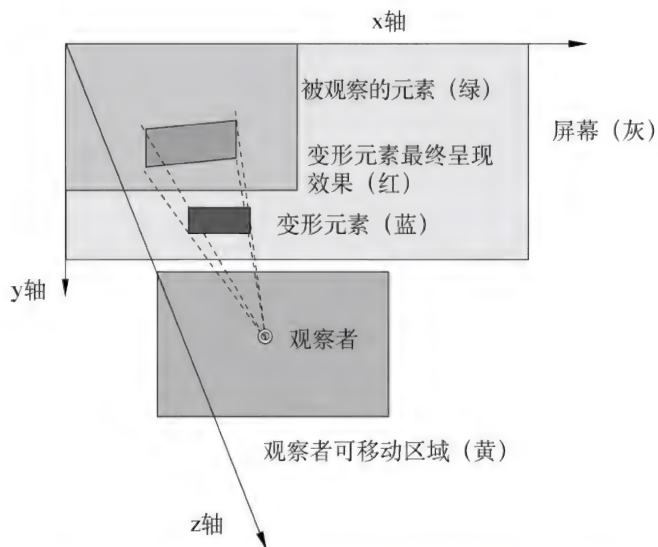 x轴
被观察的元素（绿）
屏幕（灰）
变形元素最终呈现
效果（红）
变形元素（蓝）
y轴
观察者
观察者可移动区域（黄）
z轴